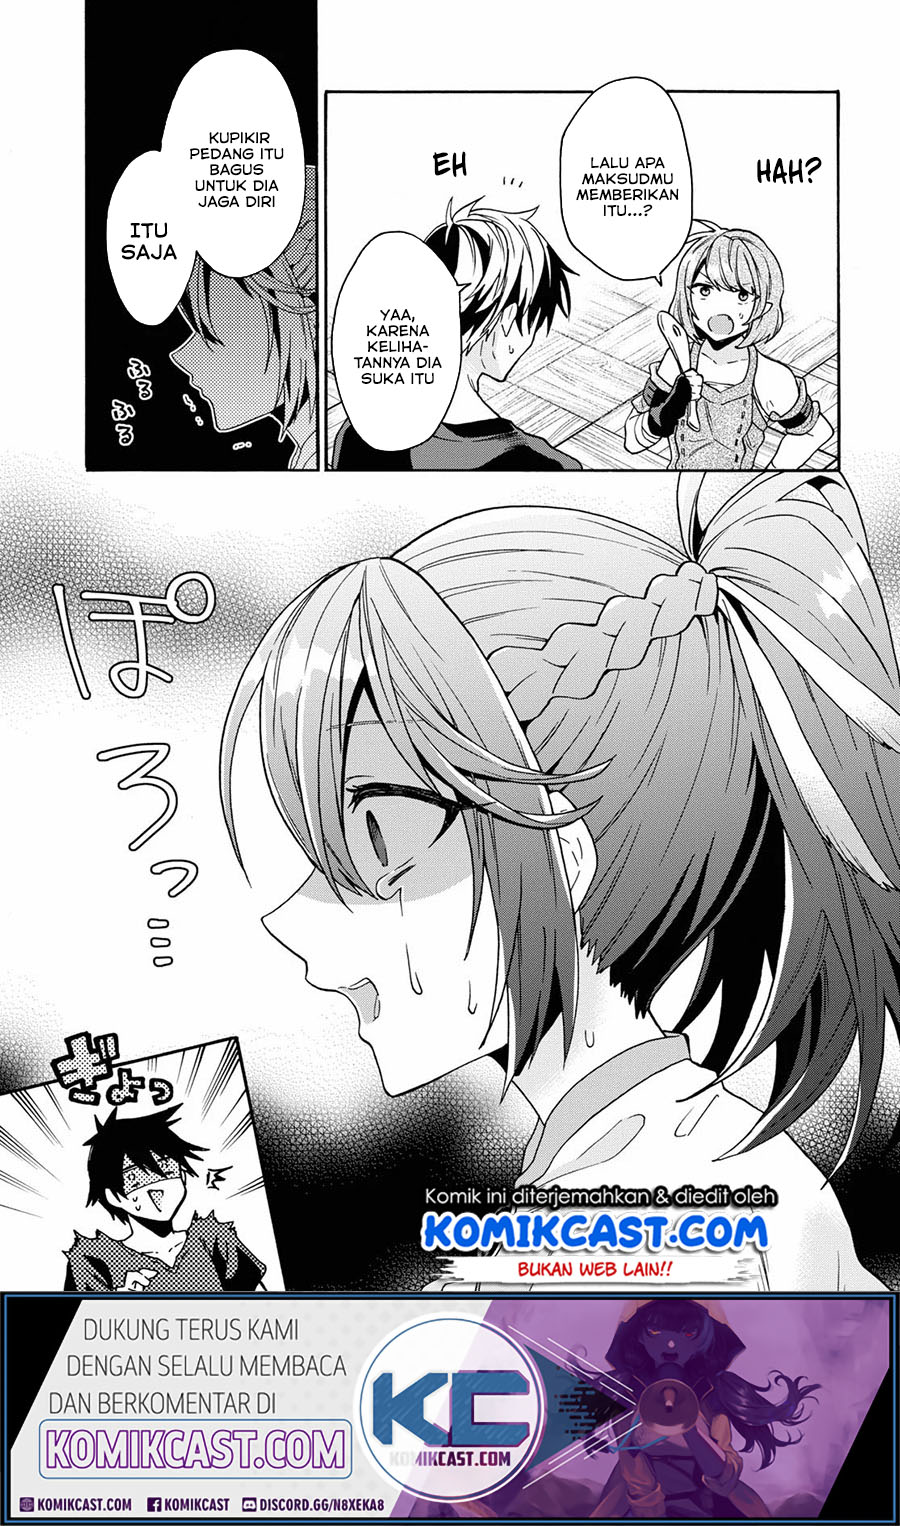 HAH?
LALU APA
MAKSUDMU
MEMBERIKAN
ITU...?
EH
YAA,
KARENA
KELIHA-
TANNYA DIA
SUKA ITU
KUPIKIR
PEDANG ITU
BAGUS
UNTUK DIA
JAGA DIRI
ITU
SAJA
ふるふる
ぽろっ…
ぎょっ
Komik ini diterjemahkan & diedit oleh
KOMIKCAST.COM
BUKAN WEB LAIN!!
DUKUNG TERUS KAMI
DENGAN SELALU MEMBACA
DAN BERKOMENTAR DI
KOMIKCAST.COM
KOMIKCAST.COM
KOMIKCAST
DISCORD.GG/N8XEKA8
KC
KOMIKCAST.COM